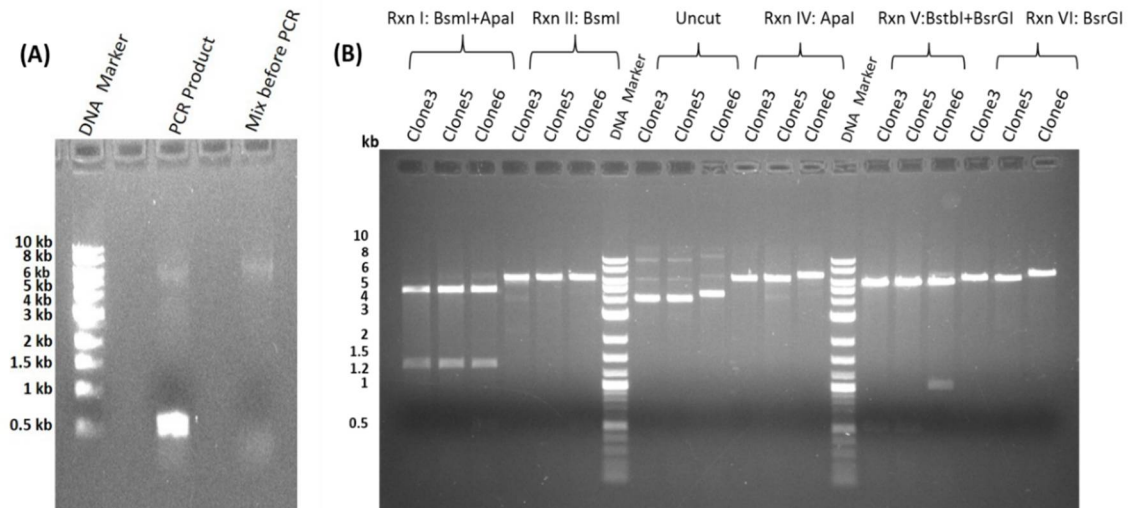 (A)
DNA Marker
PCR Product
Mix before PCR
10 kb
8 kb
6 kb
5 kb
4 kb
3 kb
2 kb
1.5 kb
1 kb
0.5 kb
(B)
Rxn I: BsmI+ApaI
Rxn II: BsmI
Uncut
Rxn IV: ApaI
Rxn V:BstbI+BsrGI
Rxn VI: BsrGI
Clone3
Clone5
Clone6
Clone3
Clone5
Clone6
DNA Marker
Clone3
Clone5
Clone6
Clone3
Clone5
Clone6
DNA Marker
Clone3
Clone5
Clone6
Clone3
Clone5
Clone6
kb
10
8
6
5
4
3
2
1.5
1.2
1
0.5